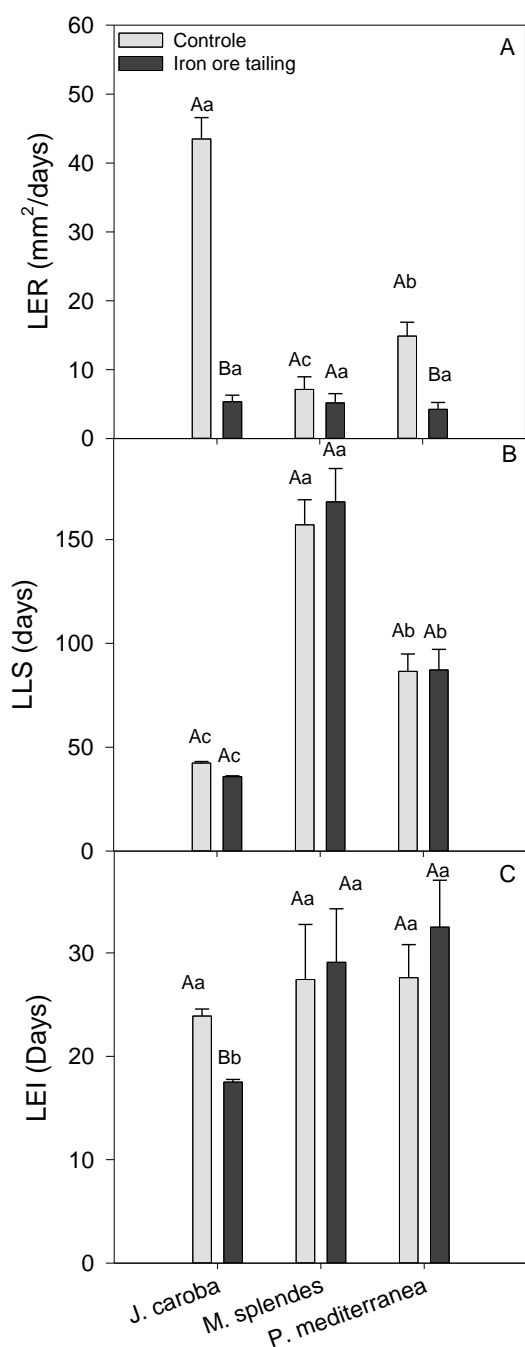 60
50
40
30
20
10
0
LER (mm²/days)
Controle
Iron ore tailing
A
Aa
Ba
Ac
Aa
Ab
Ba
150
100
50
0
LLS (days)
B
Ac
Ac
Aa
Aa
Ab
Ab
30
20
10
0
LEI (Days)
C
Aa
Bb
Aa
Aa
Aa
Aa
J. caroba
M. splendes
P. mediterranea